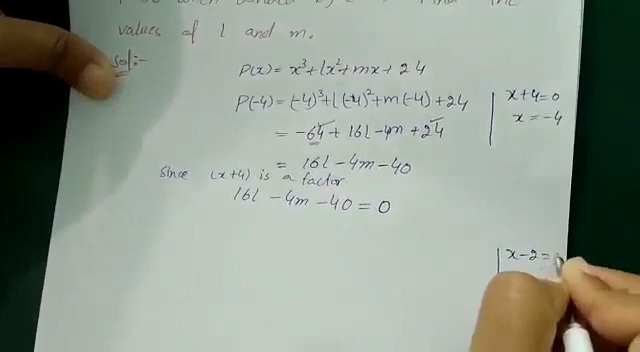 values of l and m.
Sol:-
P(x) = x³ + lx² + mx + 24
P(-4) = (-4)³ + l(-4)² + m(-4) + 24
x + 4 = 0
x = -4
= -64 + 16l - 4m + 24
= 16l - 4m - 40
Since (x+4) is a factor
16l - 4m - 40 = 0
x - 2 =